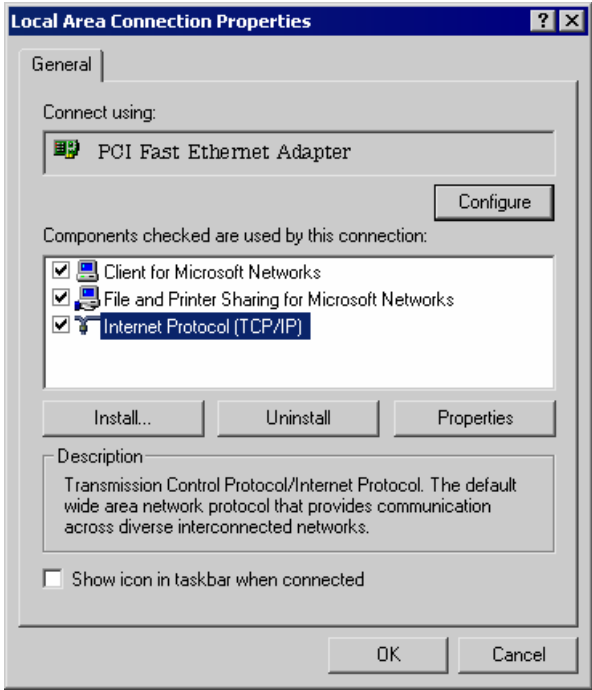 Local Area Connection Properties
General
Connect using:
PCI Fast Ethernet Adapter
Configure
Components checked are used by this connection:
Client for Microsoft Networks
File and Printer Sharing for Microsoft Networks
Internet Protocol (TCP/IP)
Install... Uninstall Properties
Description
Transmission Control Protocol/Internet Protocol. The default
wide area network protocol that provides communication
across diverse interconnected networks.
Show icon in taskbar when connected
OK Cancel